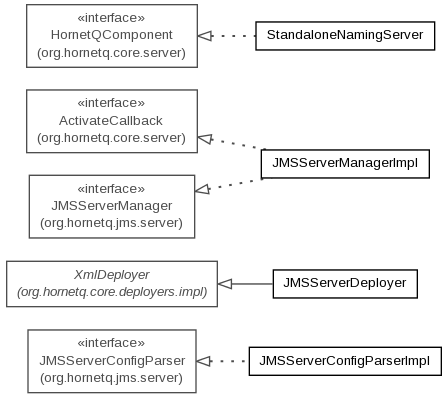 «interface»
HornetQComponent
(org.hornetq.core.server)
StandaloneNamingServer
«interface»
ActivateCallback
(org.hornetq.core.server)
JMSServerManagerImpl
«interface»
JMSServerManager
(org.hornetq.jms.server)
XmlDeployer
(org.hornetq.core.deployers.impl)
JMSServerDeployer
«interface»
JMSServerConfigParser
(org.hornetq.jms.server)
JMSServerConfigParserImpl